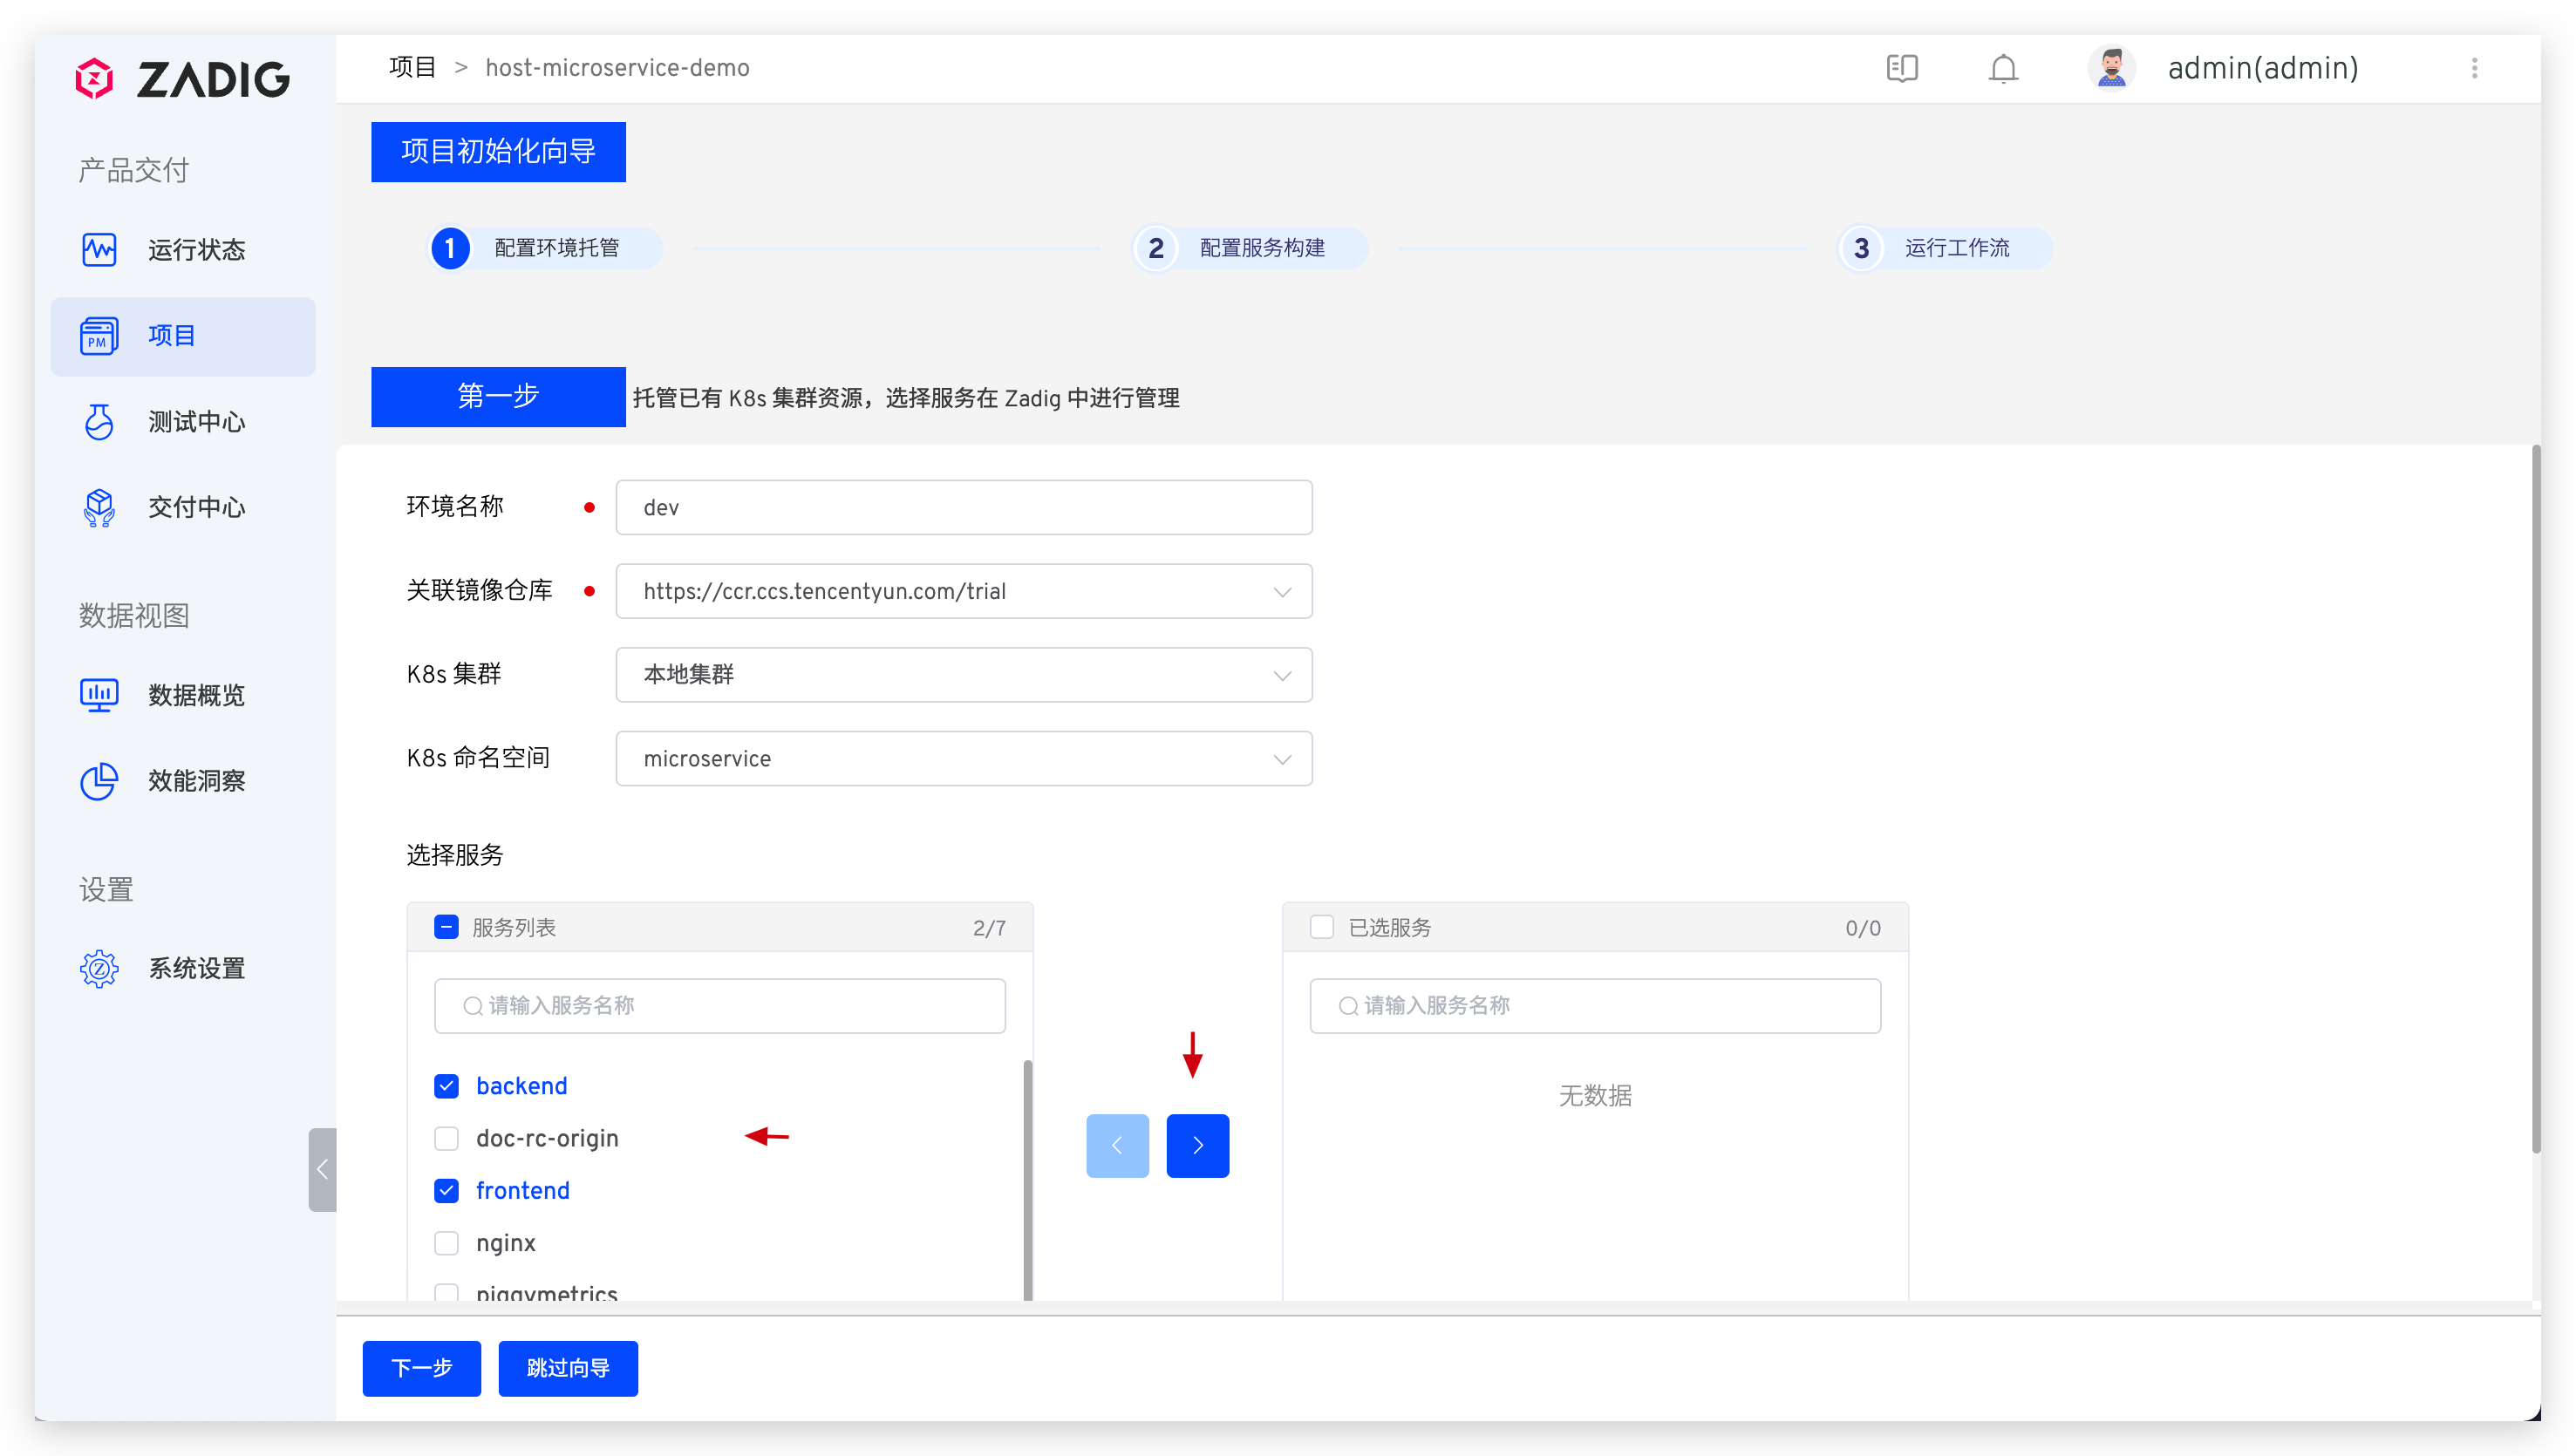 ZADIG
项目 > host-microservice-demo
admin(admin)
产品交付
运行状态
PM
项目
测试中心
交付中心
数据视图
数据概览
效能洞察
设置
Z
系统设置
项目初始化向导
1 配置环境托管
2 配置服务构建
3 运行工作流
第一步 托管已有 K8s 集群资源，选择服务在 Zadig 中进行管理
环境名称 dev
关联镜像仓库 https://ccr.ccs.tencentyun.com/trial
K8s 集群 本地集群
K8s 命名空间 microservice
选择服务
服务列表 2/7
请输入服务名称
backend
doc-rc-origin
frontend
nginx
piggymetrics
已选服务 0/0
请输入服务名称
无数据
下一步 跳过向导